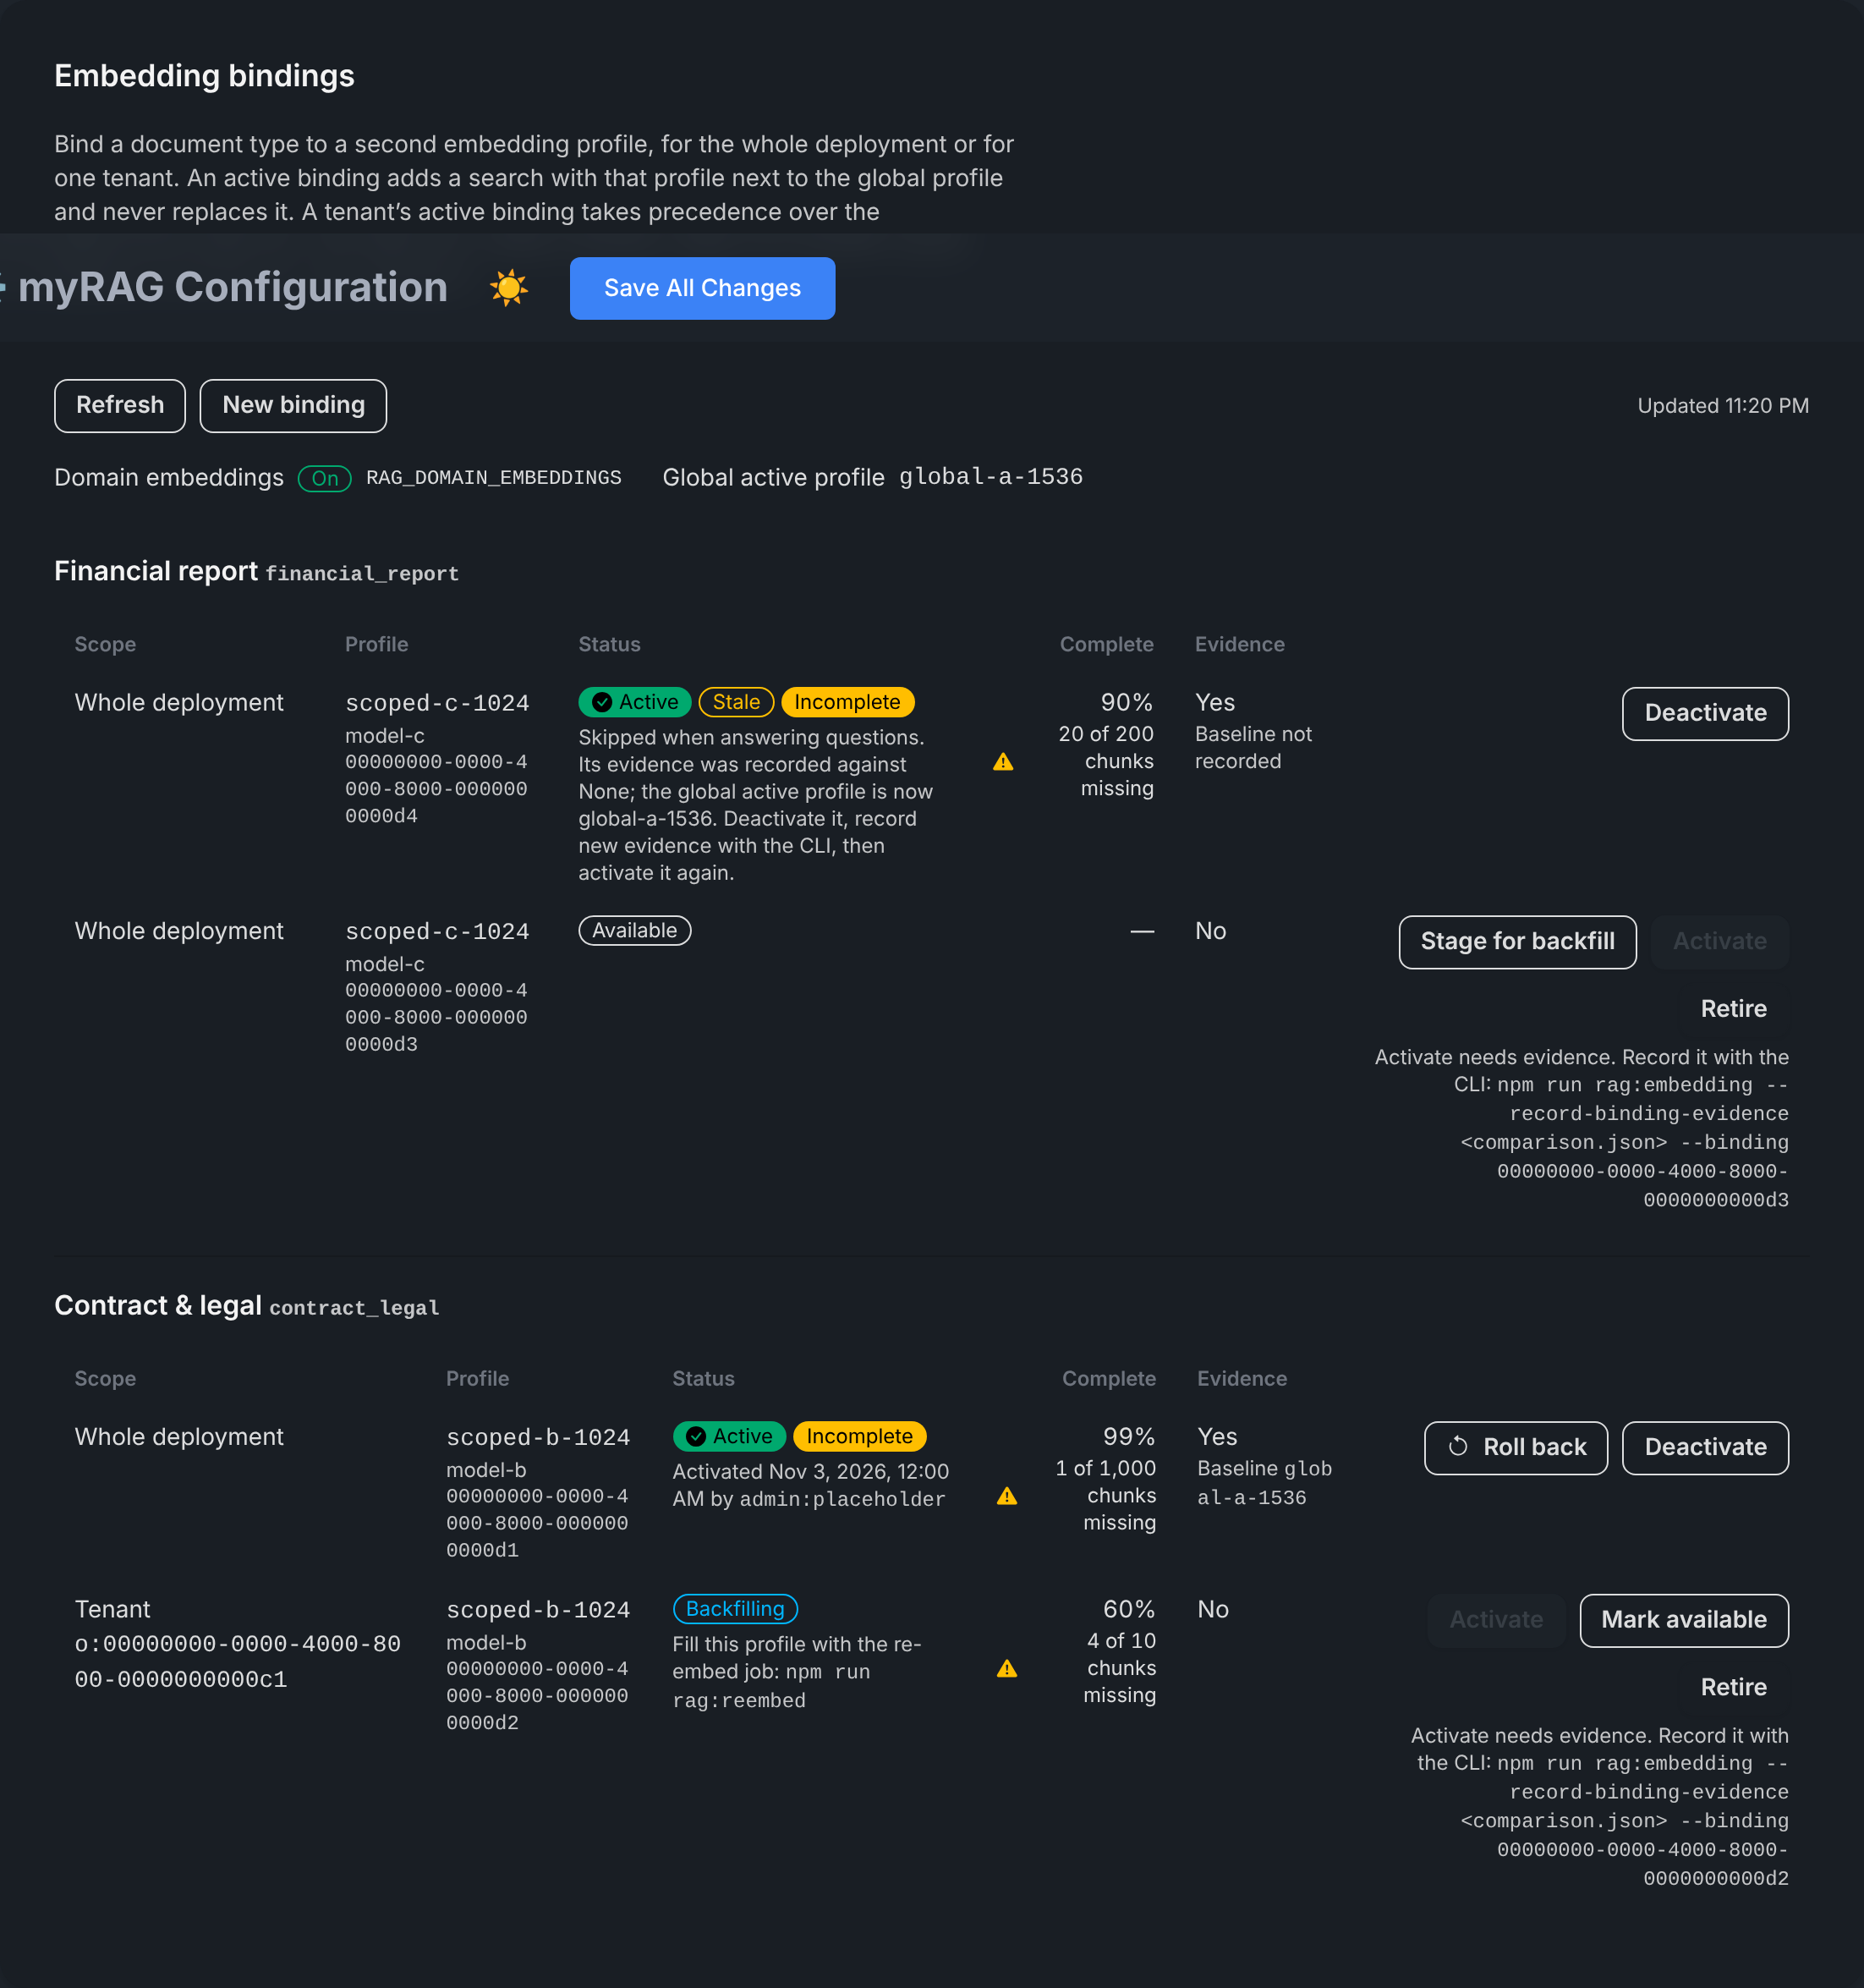 Embedding bindings
Bind a document type to a second embedding profile, for the whole deployment or for
one tenant. An active binding adds a search with that profile next to the global profile
and never replaces it. A tenant’s active binding takes precedence over the
myRAG Configuration
Save All Changes
Refresh
New binding
Updated 11:20 PM
Domain embeddings On RAG_DOMAIN_EMBEDDINGS Global active profile global-a-1536
Financial report financial_report
Scope Profile Status Complete Evidence
Whole deployment
scoped-c-1024
model-c
00000000-0000-4
000-8000-000000
0000d4
Active Stale Incomplete
Skipped when answering questions.
Its evidence was recorded against
None; the global active profile is now
global-a-1536. Deactivate it, record
new evidence with the CLI, then
activate it again.
90%
20 of 200
chunks
missing
Yes
Baseline not
recorded
Deactivate
Whole deployment
scoped-c-1024
model-c
00000000-0000-4
000-8000-000000
0000d3
Available
—
No
Stage for backfill
Activate
Retire
Activate needs evidence. Record it with the
CLI: npm run rag:embedding --
record-binding-evidence
<comparison.json> --binding
00000000-0000-4000-8000-
0000000000d3
Contract & legal contract_legal
Scope Profile Status Complete Evidence
Whole deployment
scoped-b-1024
model-b
00000000-0000-4
000-8000-000000
0000d1
Active Incomplete
Activated Nov 3, 2026, 12:00
AM by admin:placeholder
99%
1 of 1,000
chunks
missing
Yes
Baseline glob
al-a-1536
Roll back
Deactivate
Tenant
o:00000000-0000-4000-80
00-0000000000c1
scoped-b-1024
model-b
00000000-0000-4
000-8000-000000
0000d2
Backfilling
Fill this profile with the re-
embed job: npm run
rag:reembed
60%
4 of 10
chunks
missing
No
Activate
Mark available
Retire
Activate needs evidence. Record it with
the CLI: npm run rag:embedding --
record-binding-evidence
<comparison.json> --binding
00000000-0000-4000-8000-
0000000000d2